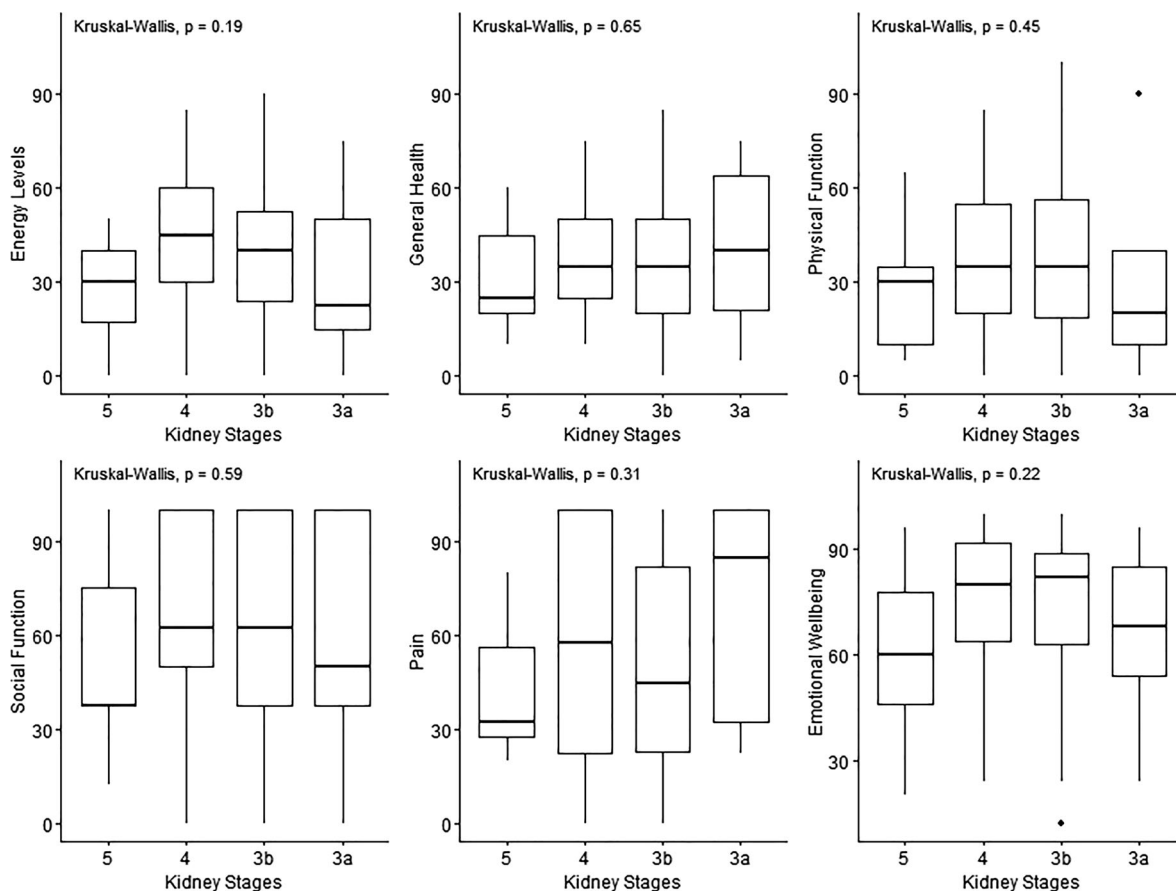 Kruskal-Wallis, p = 0.19
Energy Levels
90
60
30
0
5 4 3b 3a
Kidney Stages
Kruskal-Wallis, p = 0.65
General Health
90
60
30
0
5 4 3b 3a
Kidney Stages
Kruskal-Wallis, p = 0.45
Physical Function
90
60
30
0
5 4 3b 3a
Kidney Stages
Kruskal-Wallis, p = 0.59
Social Function
90
60
30
0
5 4 3b 3a
Kidney Stages
Kruskal-Wallis, p = 0.31
Pain
90
60
30
0
5 4 3b 3a
Kidney Stages
Kruskal-Wallis, p = 0.22
Emotional Wellbeing
90
60
30
5 4 3b 3a
Kidney Stages